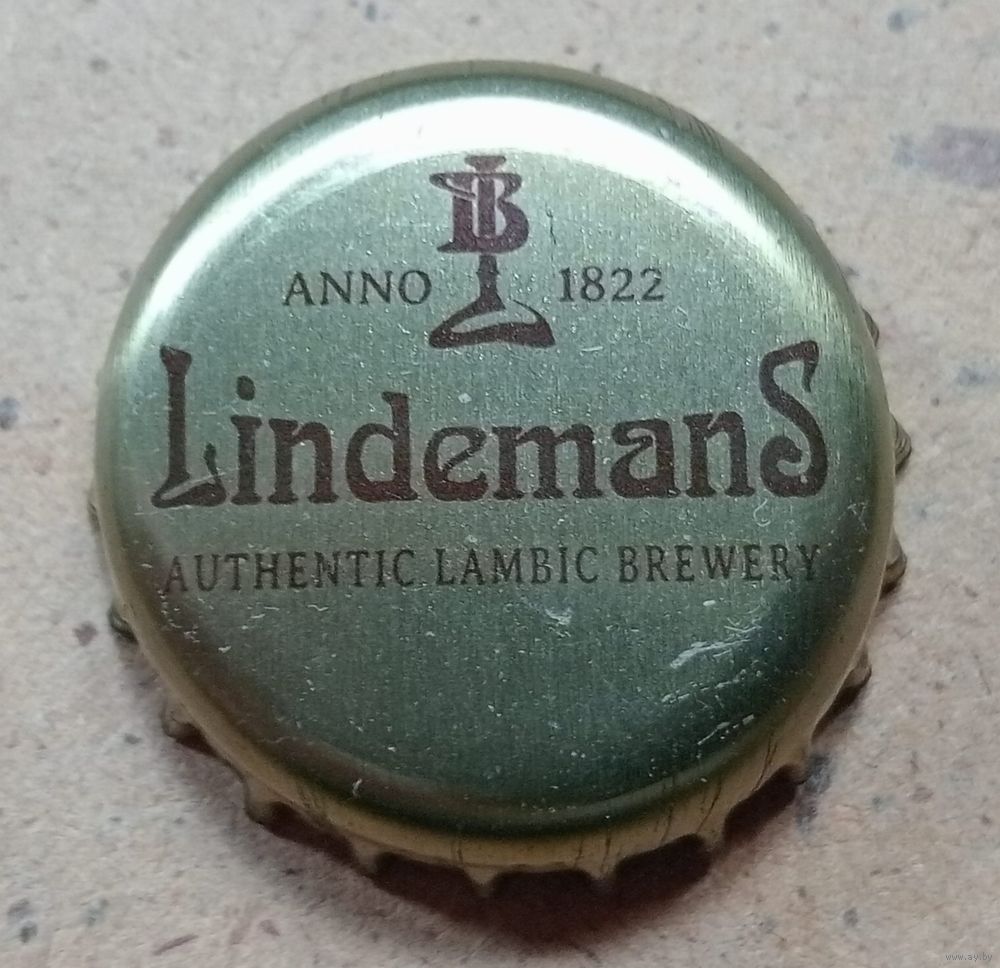 ANNO 1822
Lindemans
AUTHENTIC LAMBIC BREWERY
www.ay.by